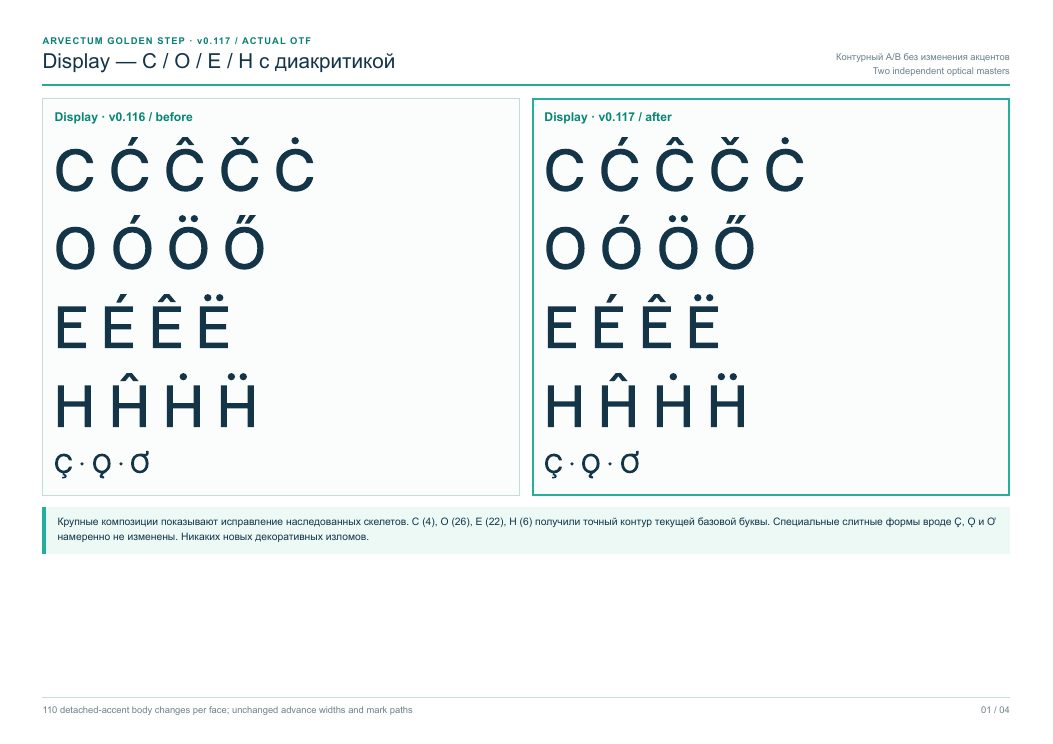 ARVECTUM GOLDEN STEP · v0.117 / ACTUAL OTF
Display — C / O / E / H с диакритикой
Контурный A/B без изменения акцентов
Two independent optical masters
Display · v0.116 / before
C Ć Ĉ Č Ċ
O Ó Ö Ő
E É Ê Ë
H Ĥ Ḣ Ḧ
Ç · Ǫ · Ơ
Display · v0.117 / after
C Ć Ĉ Č Ċ
O Ó Ö Ő
E É Ê Ë
H Ĥ Ḣ Ḧ
Ç · Ǫ · Ơ
Крупные композиции показывают исправление наследованных скелетов. C (4), O (26), E (22), H (6) получили точный контур текущей базовой буквы. Специальные слитные формы вроде Ç, Ǫ и Ơ
намеренно не изменены. Никаких новых декоративных изломов.
110 detached-accent body changes per face; unchanged advance widths and mark paths
01 / 04